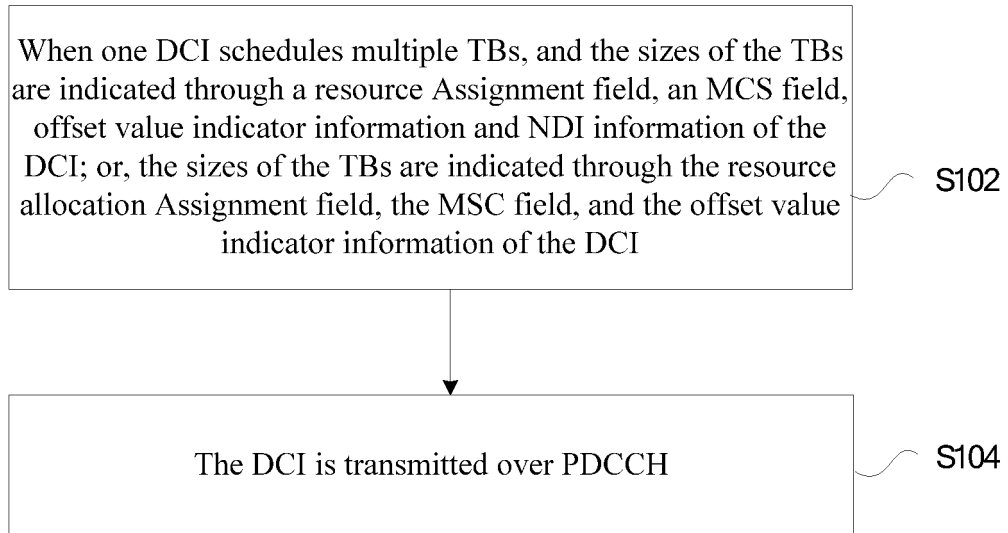 When one DCI schedules multiple TBs, and the sizes of the TBs
are indicated through a resource Assignment field, an MCS field,
offset value indicator information and NDI information of the
DCI; or, the sizes of the TBs are indicated through the resource
allocation Assignment field, the MSC field, and the offset value
indicator information of the DCI
S102
The DCI is transmitted over PDCCH
S104